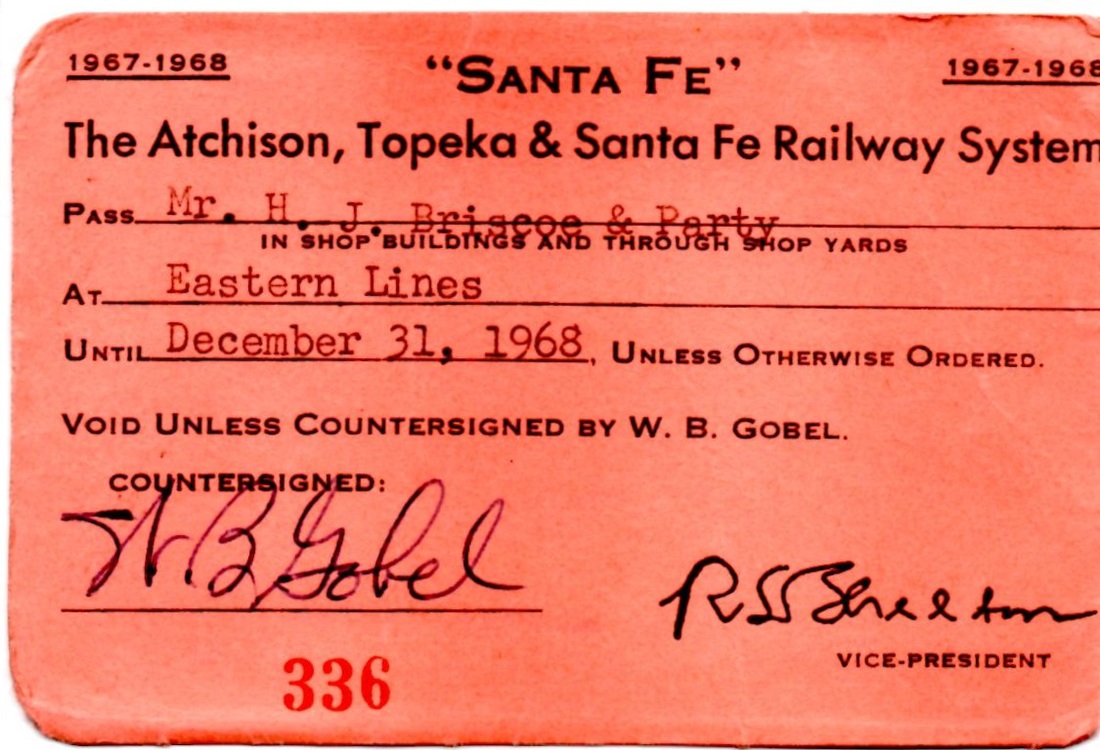 1967-1968 "SANTA FE" 1967-1968
The Atchison, Topeka & Santa Fe Railway System
PASS Mr. H. J. Briscoe & Party
IN SHOP BUILDINGS AND THROUGH SHOP YARDS
AT Eastern Lines
UNTIL December 31, 1968, UNLESS OTHERWISE ORDERED.
VOID UNLESS COUNTERSIGNED BY W. B. GOBEL.
COUNTERSIGNED:
W. B. Gobel
VICE-PRESIDENT
336